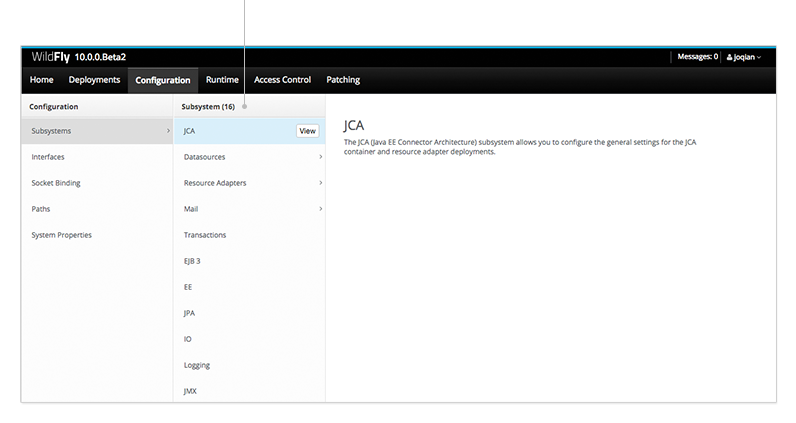 WildFly 10.0.0.Beta2
Messages: 0
Joqian
Home Deployments Configuration Runtime Access Control Patching
Configuration
Subsystems
Interfaces
Socket Binding
Paths
System Properties
Subsystem (16)
JCA View
Datasources
Resource Adapters
Mail
Transactions
EJB 3
EE
JPA
IO
Logging
JMX
JCA
The JCA (Java EE Connector Architecture) subsystem allows you to configure the general settings for the JCA
container and resource adapter deployments.